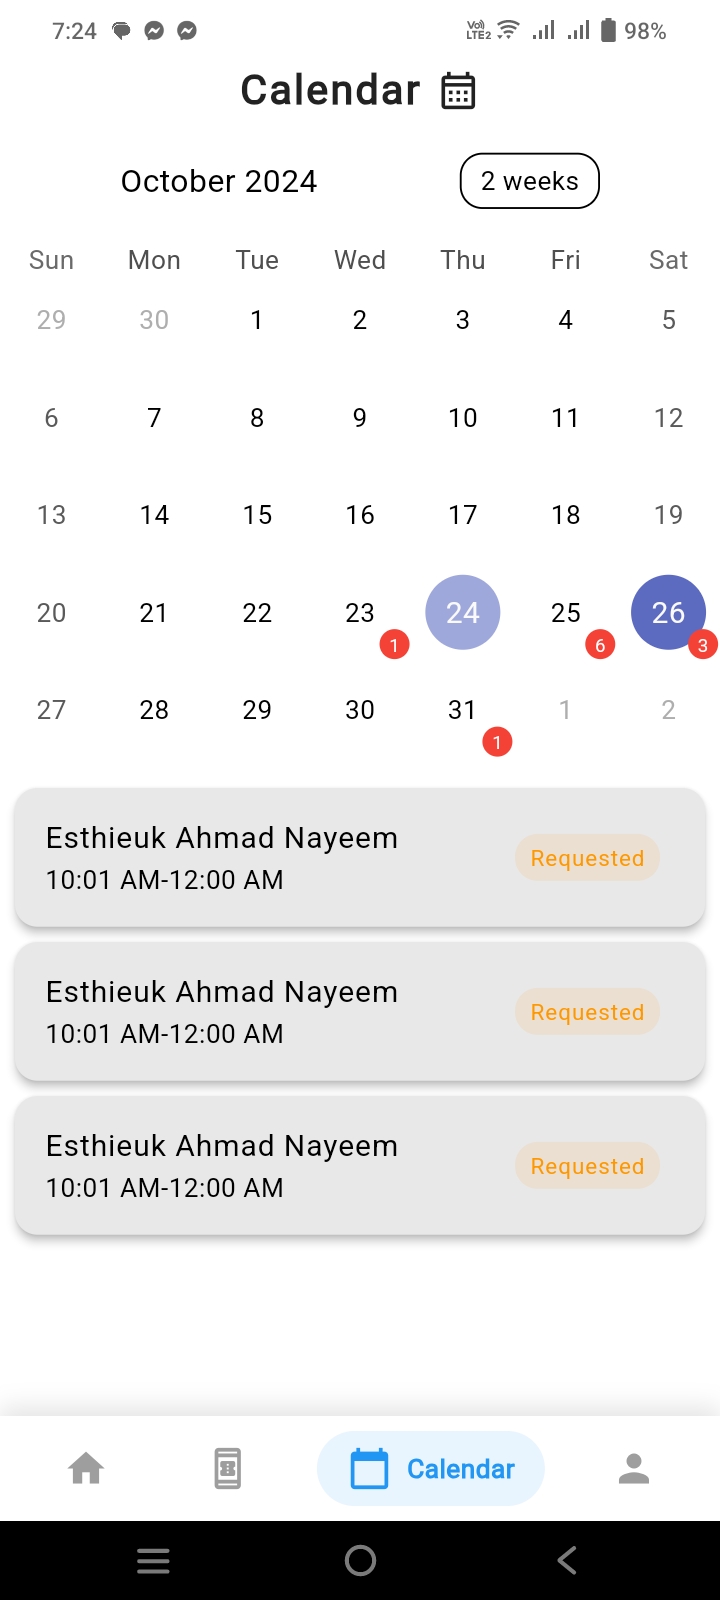 7:24 Vo) LTE2 98%
Calendar
October 2024 2 weeks
Sun Mon Tue Wed Thu Fri Sat
29 30 1 2 3 4 5
6 7 8 9 10 11 12
13 14 15 16 17 18 19
20 21 22 23 24 25 26
1 6 3
27 28 29 30 31 1 2
1
Esthieuk Ahmad Nayeem
10:01 AM-12:00 AM
Requested
Esthieuk Ahmad Nayeem
10:01 AM-12:00 AM
Requested
Esthieuk Ahmad Nayeem
10:01 AM-12:00 AM
Requested
Calendar